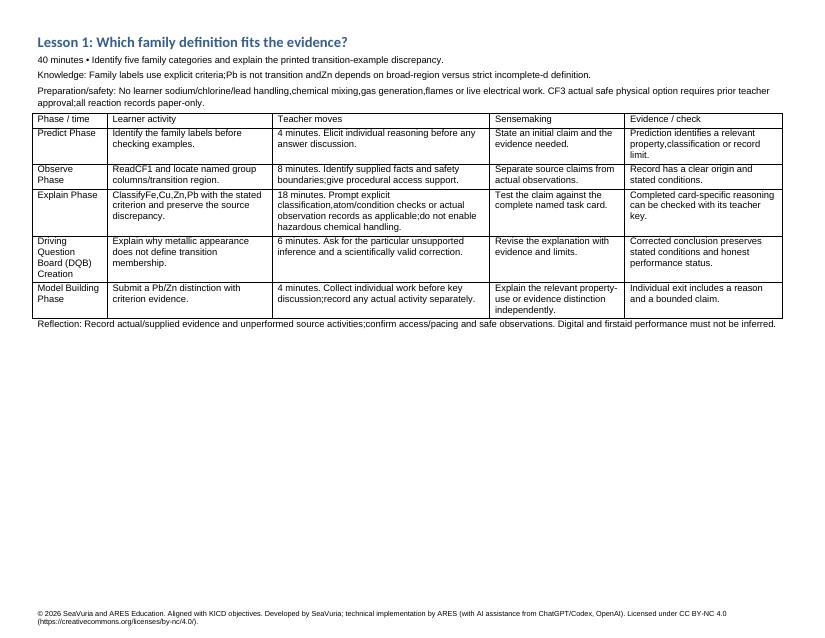 Lesson 1: Which family definition fits the evidence?
40 minutes • Identify five family categories and explain the printed transition-example discrepancy.
Knowledge: Family labels use explicit criteria;Pb is not transition andZn depends on broad-region versus strict incomplete-d definition.
Preparation/safety: No learner sodium/chlorine/lead handling,chemical mixing,gas generation,flames or live electrical work. CF3 actual safe physical option requires prior teacher
approval;all reaction records paper-only.
Phase / time
Learner activity
Teacher moves
Sensemaking
Evidence / check
Predict Phase
Identify the family labels before
checking examples.
4 minutes. Elicit individual reasoning before any
answer discussion.
State an initial claim and the
evidence needed.
Prediction identifies a relevant
property,classification or record
limit.
Observe
Phase
ReadCF1 and locate named group
columns/transition region.
8 minutes. Identify supplied facts and safety
boundaries;give procedural access support.
Separate source claims from
actual observations.
Record has a clear origin and
stated conditions.
Explain Phase
ClassifyFe,Cu,Zn,Pb with the stated
criterion and preserve the source
discrepancy.
18 minutes. Prompt explicit
classification,atom/condition checks or actual
observation records as applicable;do not enable
hazardous chemical handling.
Test the claim against the
complete named task card.
Completed card-specific reasoning
can be checked with its teacher
key.
Driving
Question
Board (DQB)
Creation
Explain why metallic appearance
does not define transition
membership.
6 minutes. Ask for the particular unsupported
inference and a scientifically valid correction.
Revise the explanation with
evidence and limits.
Corrected conclusion preserves
stated conditions and honest
performance status.
Model Building
Phase
Submit a Pb/Zn distinction with
criterion evidence.
4 minutes. Collect individual work before key
discussion;record any actual activity separately.
Explain the relevant property-
use or evidence distinction
independently.
Individual exit includes a reason
and a bounded claim.
Reflection: Record actual/supplied evidence and unperformed source activities;confirm access/pacing and safe observations. Digital and firstaid performance must not be inferred.
© 2026 SeaVuria and ARES Education. Aligned with KICD objectives. Developed by SeaVuria; technical implementation by ARES (with AI assistance from ChatGPT/Codex, OpenAI). Licensed under CC BY-NC 4.0
(https://creativecommons.org/licenses/by-nc/4.0/).